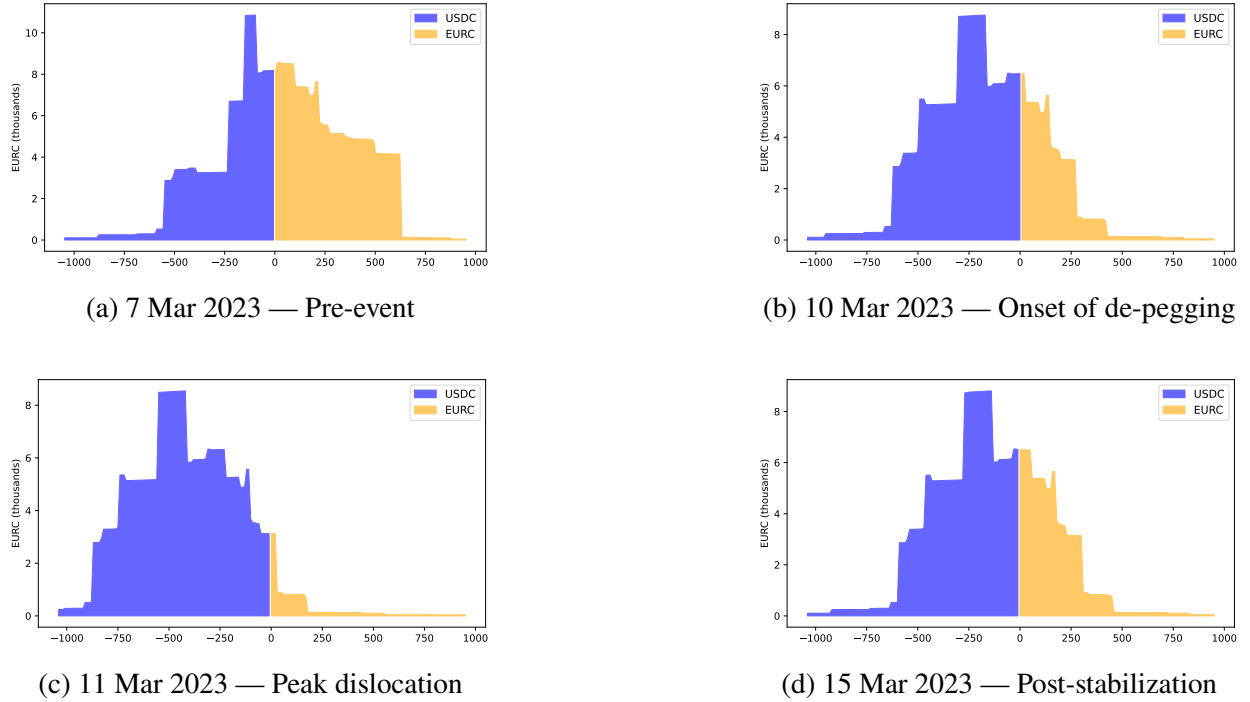 USDC
EURC
EURC (thousands)
10
8
6
4
2
0
−1000 −750 −500 −250 0 250 500 750 1000
(a) 7 Mar 2023 — Pre-event
USDC
EURC
EURC (thousands)
8
6
4
2
0
−1000 −750 −500 −250 0 250 500 750 1000
(b) 10 Mar 2023 — Onset of de-pegging
USDC
EURC
EURC (thousands)
8
6
4
2
0
−1000 −750 −500 −250 0 250 500 750 1000
(c) 11 Mar 2023 — Peak dislocation
USDC
EURC
EURC (thousands)
8
6
4
2
0
−1000 −750 −500 −250 0 250 500 750 1000
(d) 15 Mar 2023 — Post-stabilization